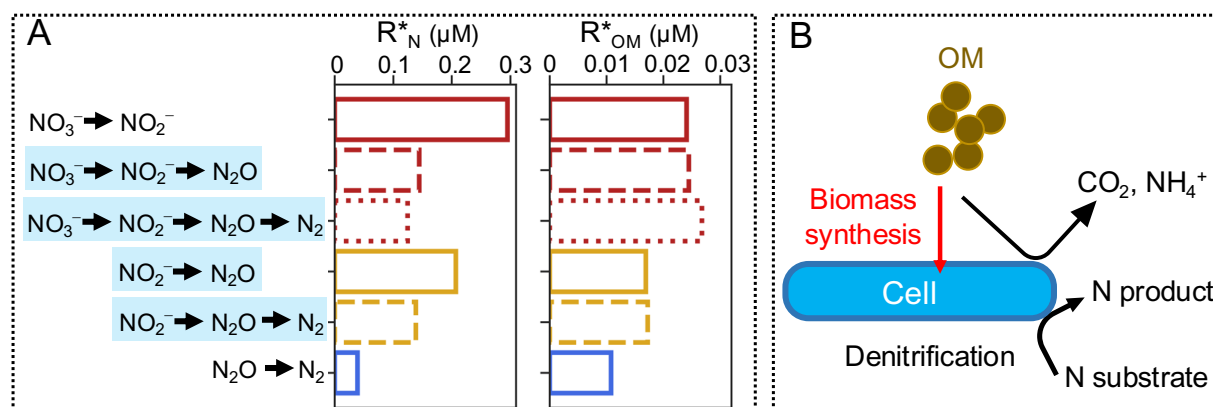 A
R*N (µM)
0 0.1 0.2 0.3
R*OM (µM)
0 0.01 0.02 0.03
NO3⁻ → NO2⁻
NO3⁻ → NO2⁻ → N2O
NO3⁻ → NO2⁻ → N2O → N2
NO2⁻ → N2O
NO2⁻ → N2O → N2
N2O → N2
B
OM
Biomass
synthesis
CO2, NH4⁺
Cell
N product
Denitrification
N substrate